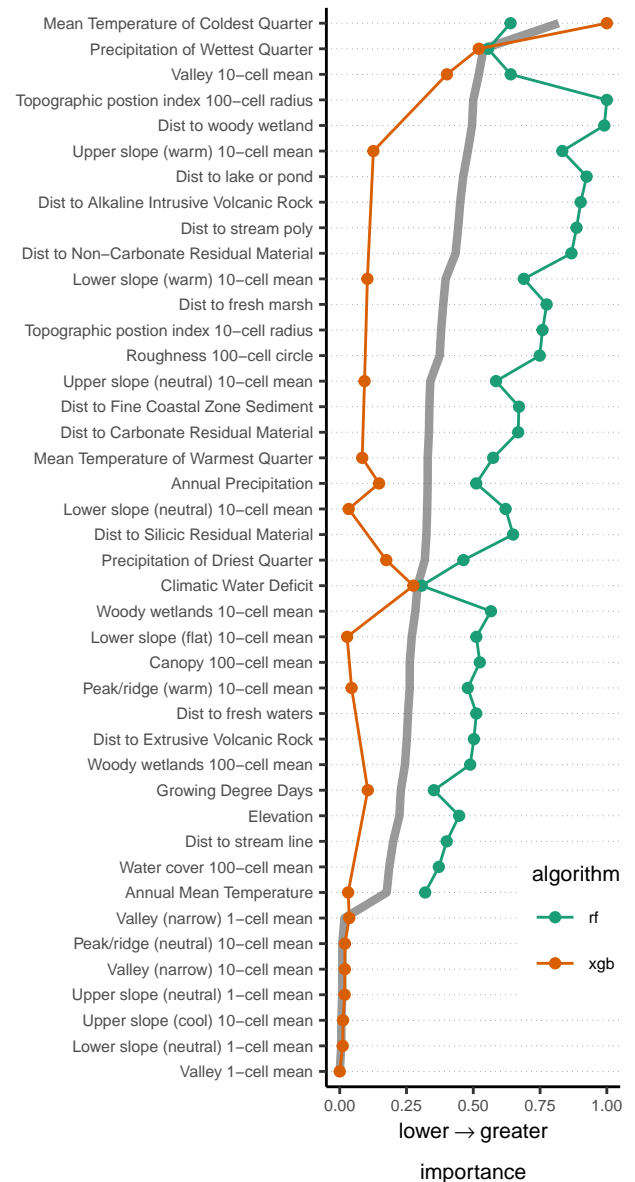 Mean Temperature of Coldest Quarter
Precipitation of Wettest Quarter
Valley 10−cell mean
Topographic postion index 100−cell radius
Dist to woody wetland
Upper slope (warm) 10−cell mean
Dist to lake or pond
Dist to Alkaline Intrusive Volcanic Rock
Dist to stream poly
Dist to Non−Carbonate Residual Material
Lower slope (warm) 10−cell mean
Dist to fresh marsh
Topographic postion index 10−cell radius
Roughness 100−cell circle
Upper slope (neutral) 10−cell mean
Dist to Fine Coastal Zone Sediment
Dist to Carbonate Residual Material
Mean Temperature of Warmest Quarter
Annual Precipitation
Lower slope (neutral) 10−cell mean
Dist to Silicic Residual Material
Precipitation of Driest Quarter
Climatic Water Deficit
Woody wetlands 10−cell mean
Lower slope (flat) 10−cell mean
Canopy 100−cell mean
Peak/ridge (warm) 10−cell mean
Dist to fresh waters
Dist to Extrusive Volcanic Rock
Woody wetlands 100−cell mean
Growing Degree Days
Elevation
Dist to stream line
Water cover 100−cell mean
Annual Mean Temperature
Valley (narrow) 1−cell mean
Peak/ridge (neutral) 10−cell mean
Valley (narrow) 10−cell mean
Upper slope (neutral) 1−cell mean
Upper slope (cool) 10−cell mean
Lower slope (neutral) 1−cell mean
Valley 1−cell mean
algorithm
rf
xgb
0.00 0.25 0.50 0.75 1.00
lower → greater
importance